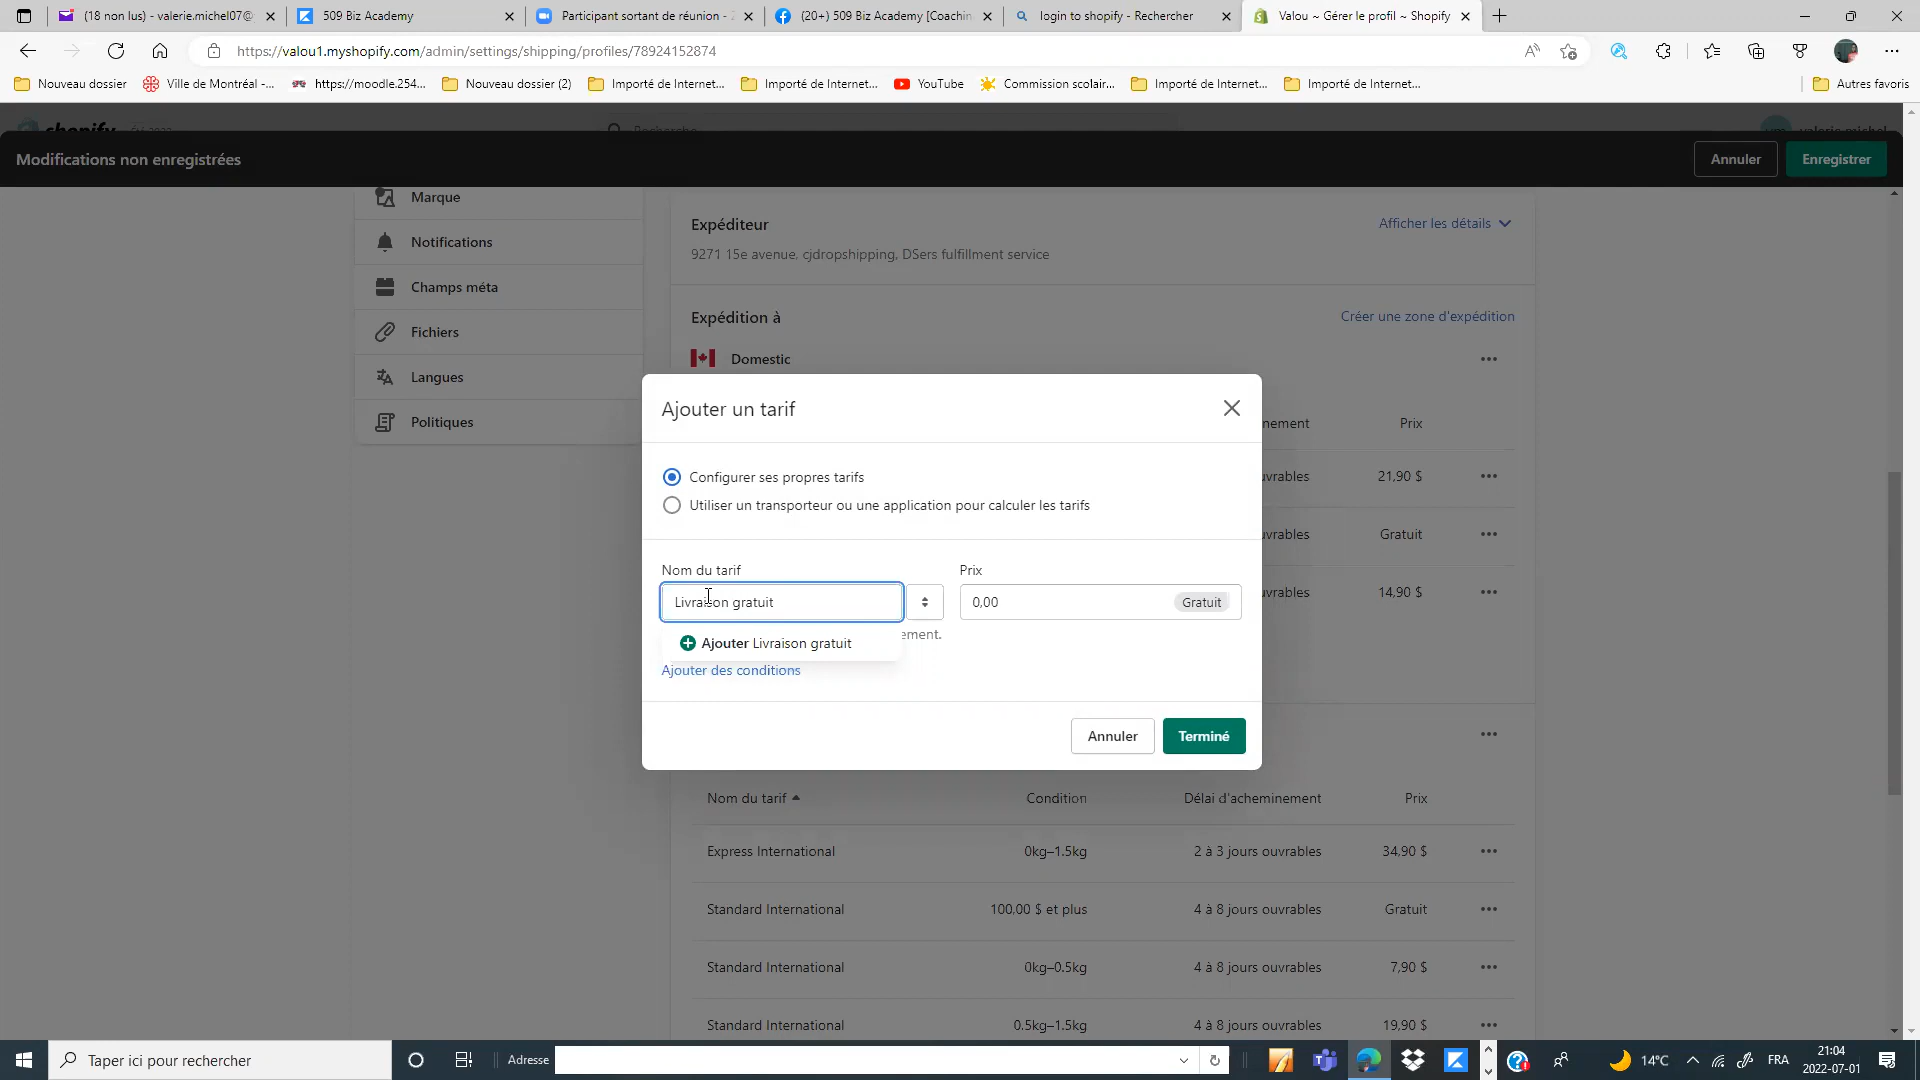 (18 non lus) - valerie.michel07@
509 Biz Academy
Participant sortant de réunion -
(20+) 509 Biz Academy [Coachin
login to shopify - Rechercher
Valou ~ Gérer le profil ~ Shopify
https://valou1.myshopify.com/admin/settings/shipping/profiles/78924152874
Nouveau dossier
Ville de Montréal -...
https://moodle.254...
Nouveau dossier (2)
Importé de Internet...
Importé de Internet...
YouTube
Commission scolair...
Importé de Internet...
Importé de Internet...
Autres favoris
shopify
Recherche
valerie michel
Modifications non enregistrées
Annuler
Enregistrer
Marque
Notifications
Champs méta
Fichiers
Langues
Politiques
Expéditeur
Afficher les détails
9271 15e avenue, cjdropshipping, DSers fulfillment service
Expédition à
Créer une zone d'expédition
Domestic
nement
Prix
uvrables
21,90 $
uvrables
Gratuit
uvrables
14,90 $
Ajouter un tarif
Configurer ses propres tarifs
Utiliser un transporteur ou une application pour calculer les tarifs
Nom du tarif
Prix
Livraison gratuit
0,00
Gratuit
Ajouter Livraison gratuit
ement.
Ajouter des conditions
Annuler
Terminé
Nom du tarif
Condition
Délai d'acheminement
Prix
Express International
0kg–1.5kg
2 à 3 jours ouvrables
34,90 $
Standard International
100,00 $ et plus
4 à 8 jours ouvrables
Gratuit
Standard International
0kg–0.5kg
4 à 8 jours ouvrables
7,90 $
Standard International
0.5kg–1.5kg
4 à 8 jours ouvrables
19,90 $
Taper ici pour rechercher
Adresse
14°C
FRA
21:04
2022-07-01